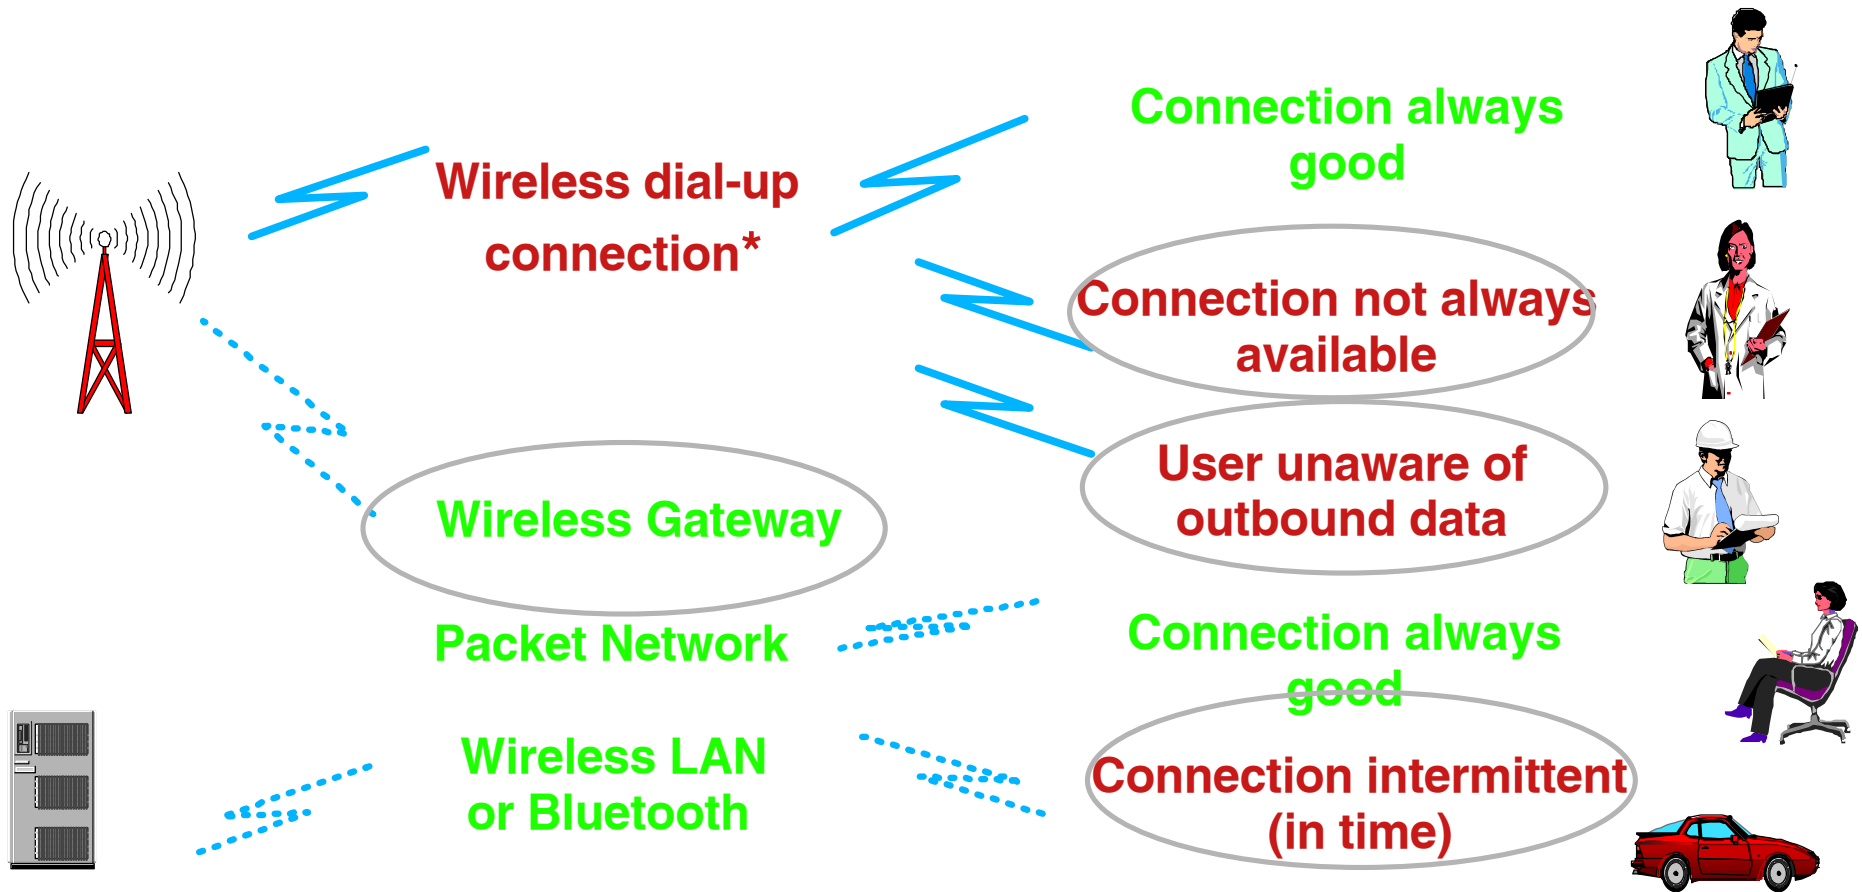 Wireless dial-up
connection*
Wireless Gateway
Packet Network
Wireless LAN
or Bluetooth
Connection always
good
Connection not always
available
User unaware of
outbound data
Connection always
good
Connection intermittent
(in time)